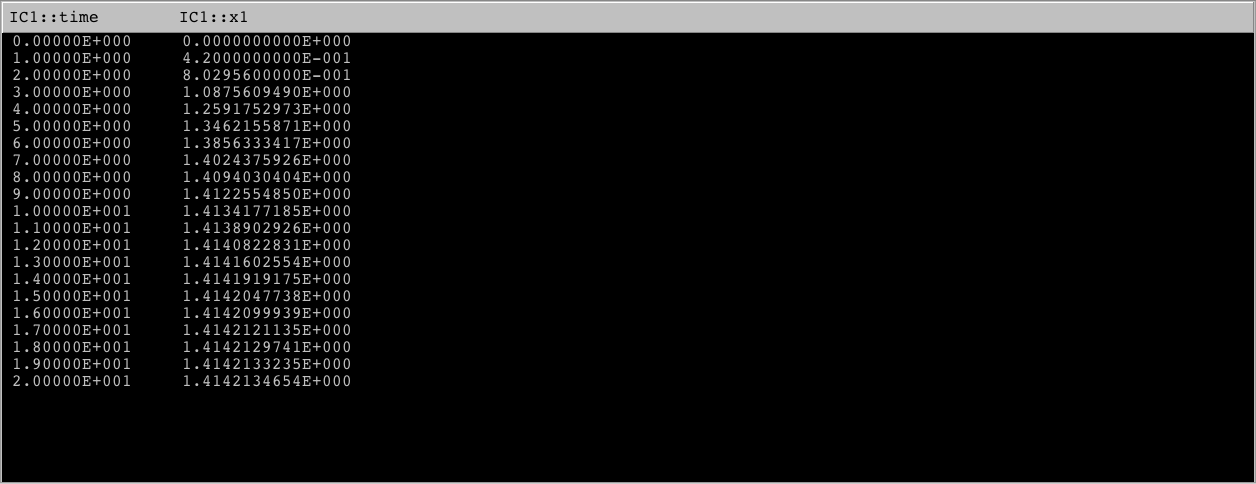 IC1::time IC1::x1
0.00000E+000 0.0000000000E+000
1.00000E+000 4.2000000000E-001
2.00000E+000 8.0295600000E-001
3.00000E+000 1.0875609490E+000
4.00000E+000 1.2591752973E+000
5.00000E+000 1.3462155871E+000
6.00000E+000 1.3856333417E+000
7.00000E+000 1.4024375926E+000
8.00000E+000 1.4094030404E+000
9.00000E+000 1.4122554850E+000
1.00000E+001 1.4134177185E+000
1.10000E+001 1.4138902926E+000
1.20000E+001 1.4140822831E+000
1.30000E+001 1.4141602554E+000
1.40000E+001 1.4141919175E+000
1.50000E+001 1.4142047738E+000
1.60000E+001 1.4142099939E+000
1.70000E+001 1.4142121135E+000
1.80000E+001 1.4142129741E+000
1.90000E+001 1.4142133235E+000
2.00000E+001 1.4142134654E+000